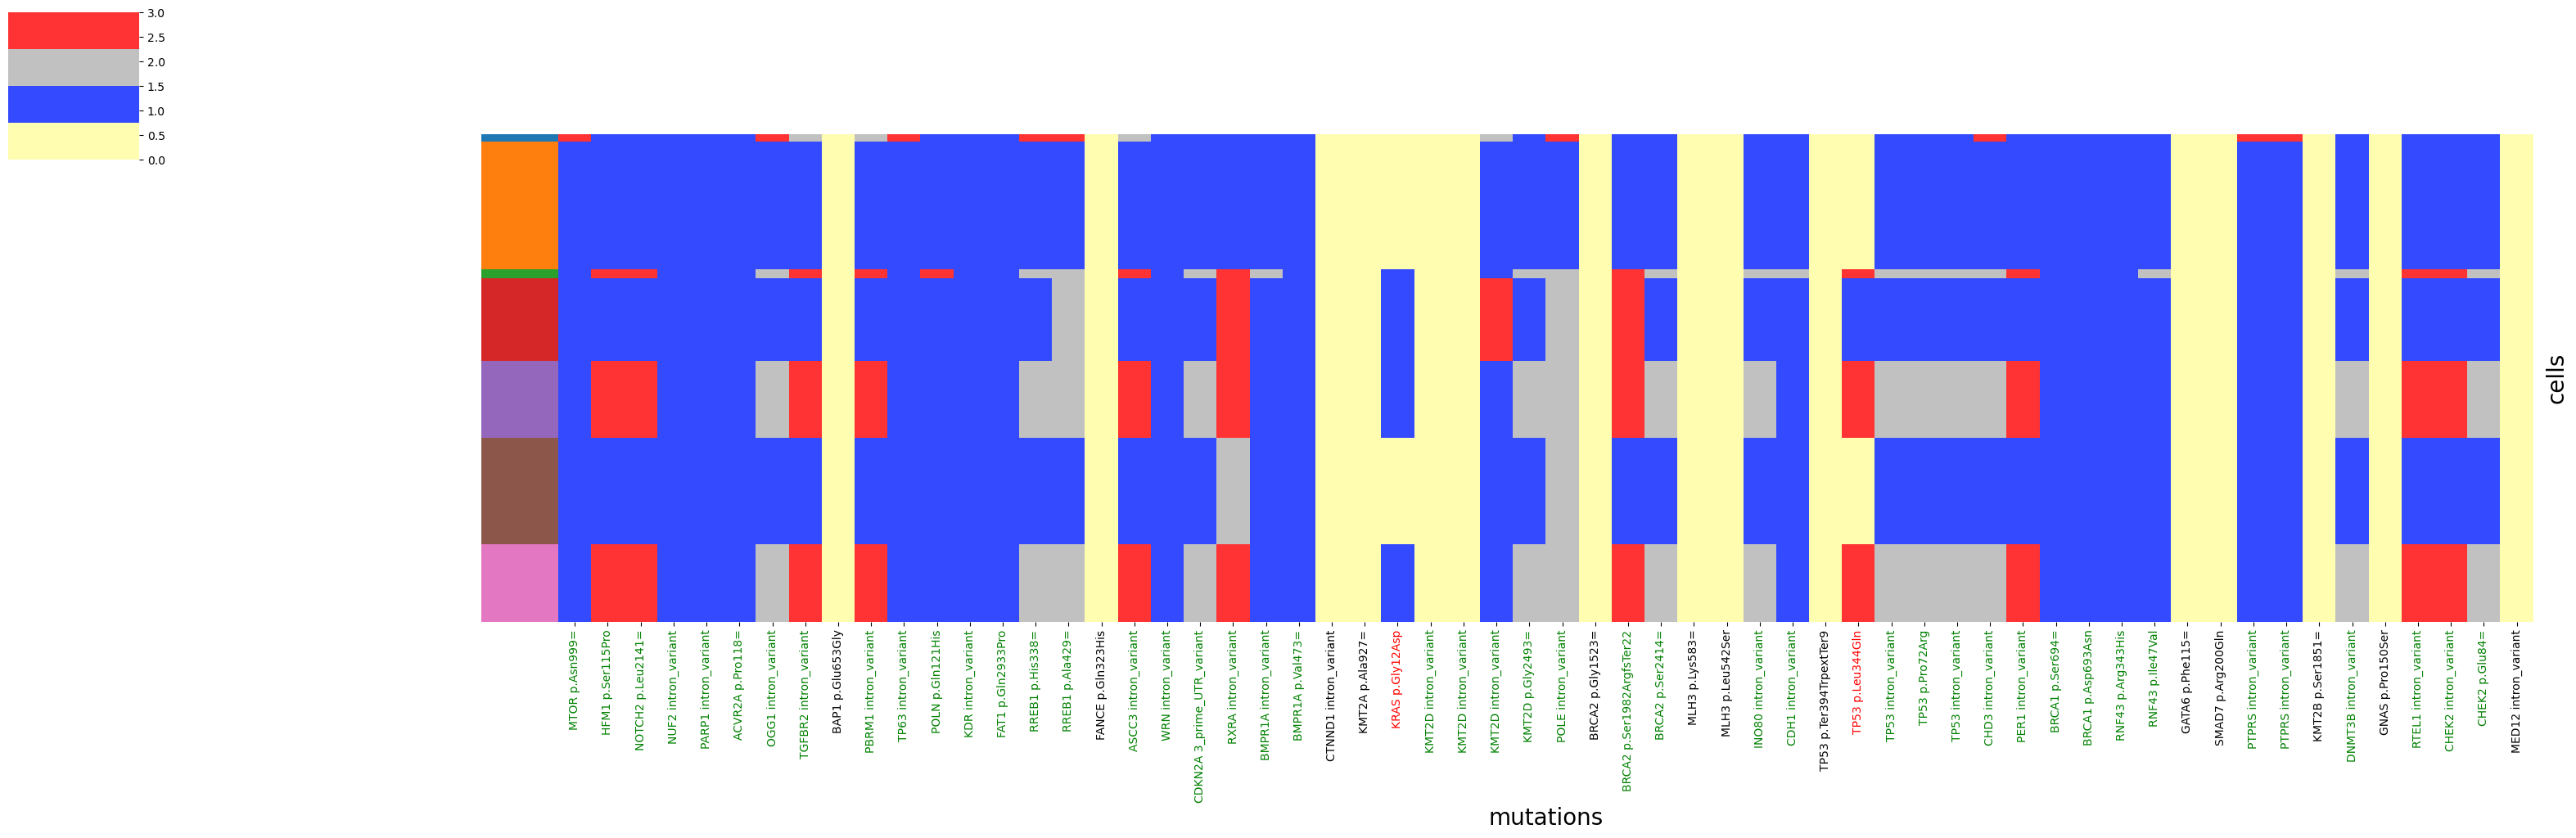 3.0
2.5
2.0
1.5
1.0
0.5
0.0
cells
MTOR p.Asn999=
HFM1 p.Ser115Pro
NOTCH2 p.Leu2141=
NUF2 intron_variant
PARP1 intron_variant
ACVR2A p.Pro118=
OGG1 intron_variant
TGFBR2 intron_variant
BAP1 p.Glu653Gly
PBRM1 intron_variant
TP63 intron_variant
POLN p.Gln121His
KDR intron_variant
FAT1 p.Gln2933Pro
RREB1 p.His338=
RREB1 p.Ala429=
FANCE p.Gln323His
ASCC3 intron_variant
WRN intron_variant
CDKN2A 3_prime_UTR_variant
RXRA intron_variant
BMPR1A intron_variant
BMPR1A p.Val473=
CTNND1 intron_variant
KMT2A p.Ala927=
KRAS p.Gly12Asp
KMT2D intron_variant
KMT2D intron_variant
KMT2D intron_variant
KMT2D p.Gly2493=
POLE intron_variant
BRCA2 p.Gly1523=
BRCA2 p.Ser1982ArgfsTer22
BRCA2 p.Ser2414=
MLH3 p.Lys583=
MLH3 p.Leu542Ser
INO80 intron_variant
CDH1 intron_variant
TP53 p.Ter394TrpextTer9
TP53 p.Leu344Gln
TP53 intron_variant
TP53 p.Pro72Arg
TP53 intron_variant
CHD3 intron_variant
PER1 intron_variant
BRCA1 p.Ser694=
BRCA1 p.Asp693Asn
RNF43 p.Arg343His
RNF43 p.Ile47Val
GATA6 p.Phe115=
SMAD7 p.Arg200Gln
PTPRS intron_variant
PTPRS intron_variant
KMT2B p.Ser1851=
DNMT3B intron_variant
GNAS p.Pro150Ser
RTEL1 intron_variant
CHEK2 intron_variant
CHEK2 p.Glu84=
MED12 intron_variant
mutations